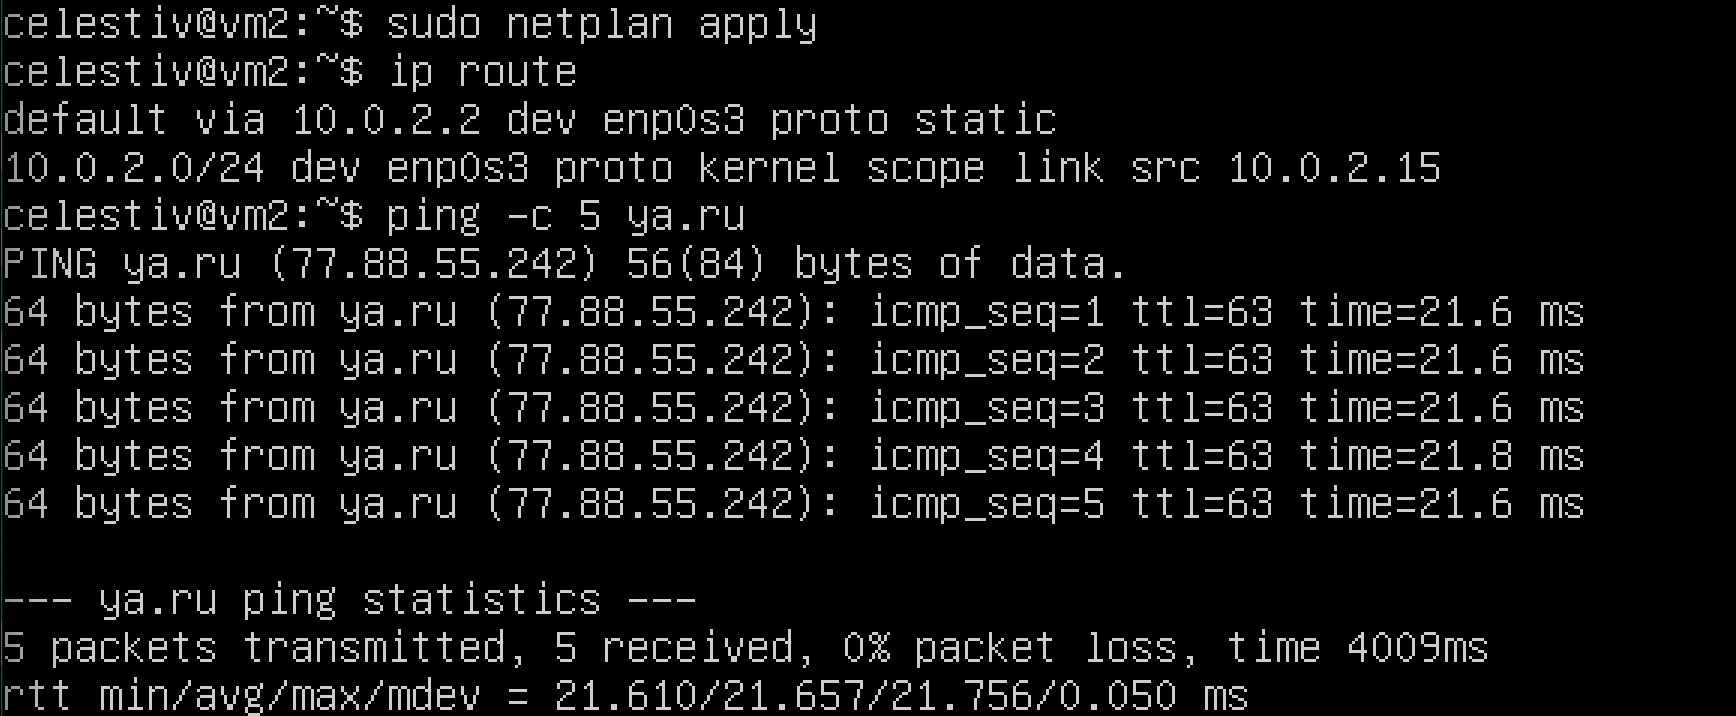 celestiv@vm2:~$ sudo netplan apply
celestiv@vm2:~$ ip route
default via 10.0.2.2 dev enp0s3 proto static
10.0.2.0/24 dev enp0s3 proto kernel scope link src 10.0.2.15
celestiv@vm2:~$ ping -c 5 ya.ru
PING ya.ru (77.88.55.242) 56(84) bytes of data.
64 bytes from ya.ru (77.88.55.242): icmp_seq=1 ttl=63 time=21.6 ms
64 bytes from ya.ru (77.88.55.242): icmp_seq=2 ttl=63 time=21.6 ms
64 bytes from ya.ru (77.88.55.242): icmp_seq=3 ttl=63 time=21.6 ms
64 bytes from ya.ru (77.88.55.242): icmp_seq=4 ttl=63 time=21.8 ms
64 bytes from ya.ru (77.88.55.242): icmp_seq=5 ttl=63 time=21.6 ms
--- ya.ru ping statistics ---
5 packets transmitted, 5 received, 0% packet loss, time 4009ms
rtt min/avg/max/mdev = 21.610/21.657/21.756/0.050 ms